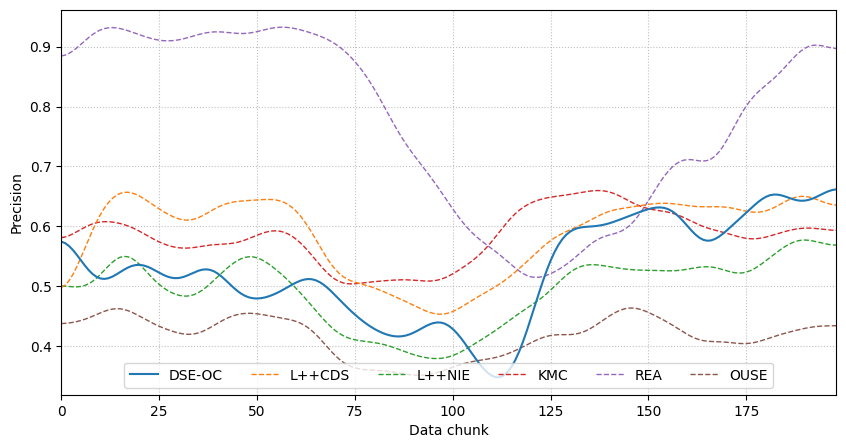 0.9
0.8
0.7
0.6
0.5
0.4
Precision
DSE-OC L++CDS L++NIE KMC REA OUSE
0 25 50 75 100 125 150 175
Data chunk